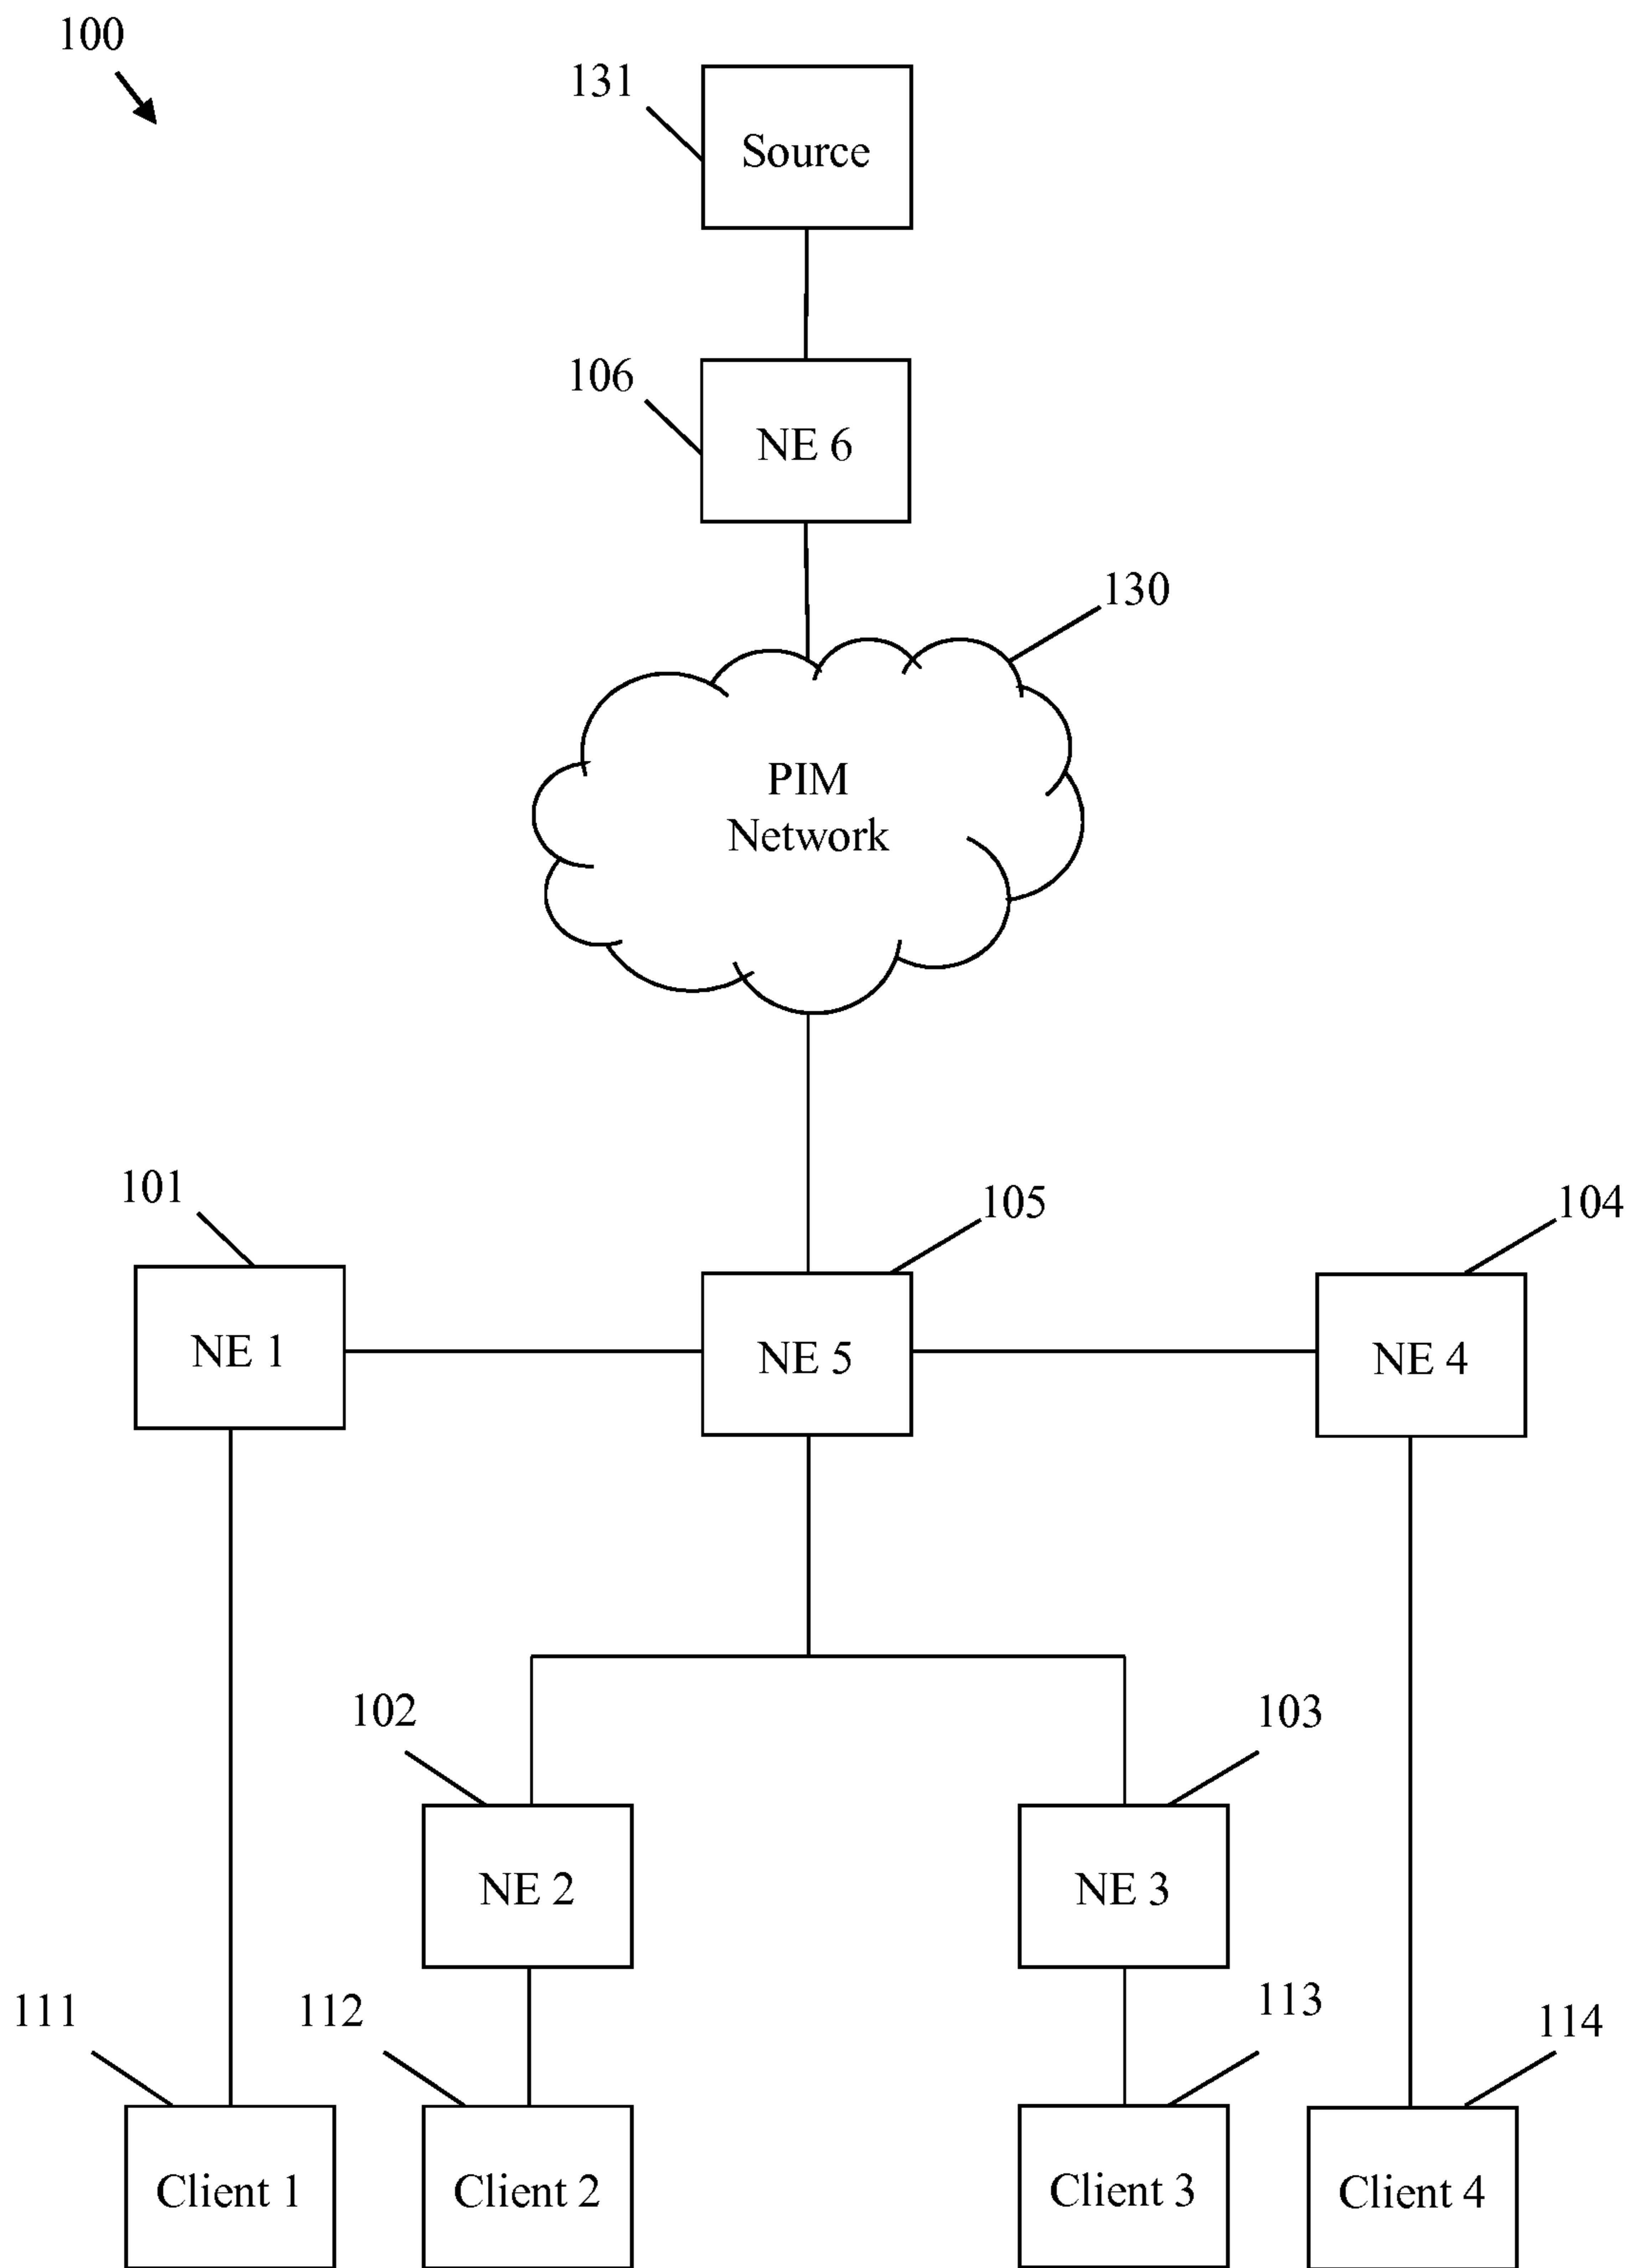 100
131
Source
106
NE 6
130
PIM
Network
101
105
104
NE 1
NE 5
NE 4
102
103
NE 2
NE 3
111
112
113
114
Client 1
Client 2
Client 3
Client 4